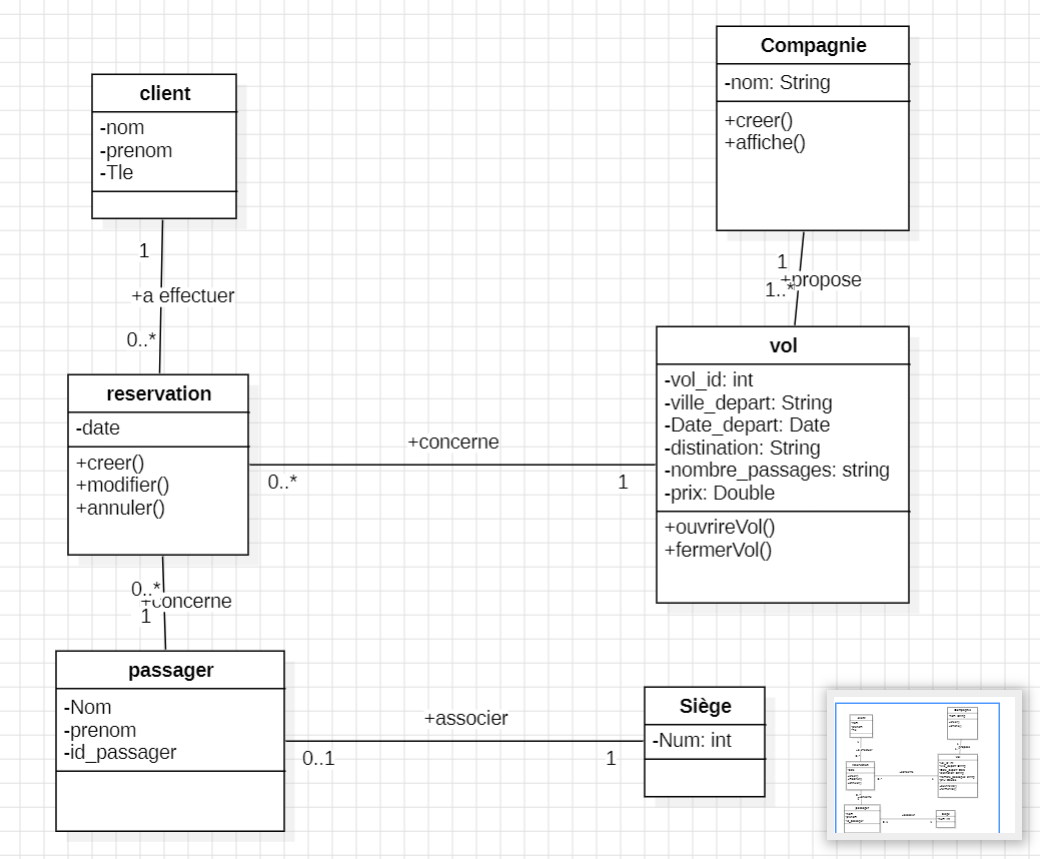 Compagnie
-nom: String
+creer()
+affiche()
client
-nom
-prenom
-Tle
1
+a effectuer
0..*
1
+propose
1..*
vol
-vol_id: int
-ville_depart: String
-Date_depart: Date
-distination: String
-nombre_passages: string
-prix: Double
+ouvrireVol()
+fermerVol()
reservation
-date
+creer()
+modifier()
+annuler()
+concerne
0..*
1
0..*
+concerne
1
passager
-Nom
-prenom
-id_passager
+associer
0..1
1
Siège
-Num: int